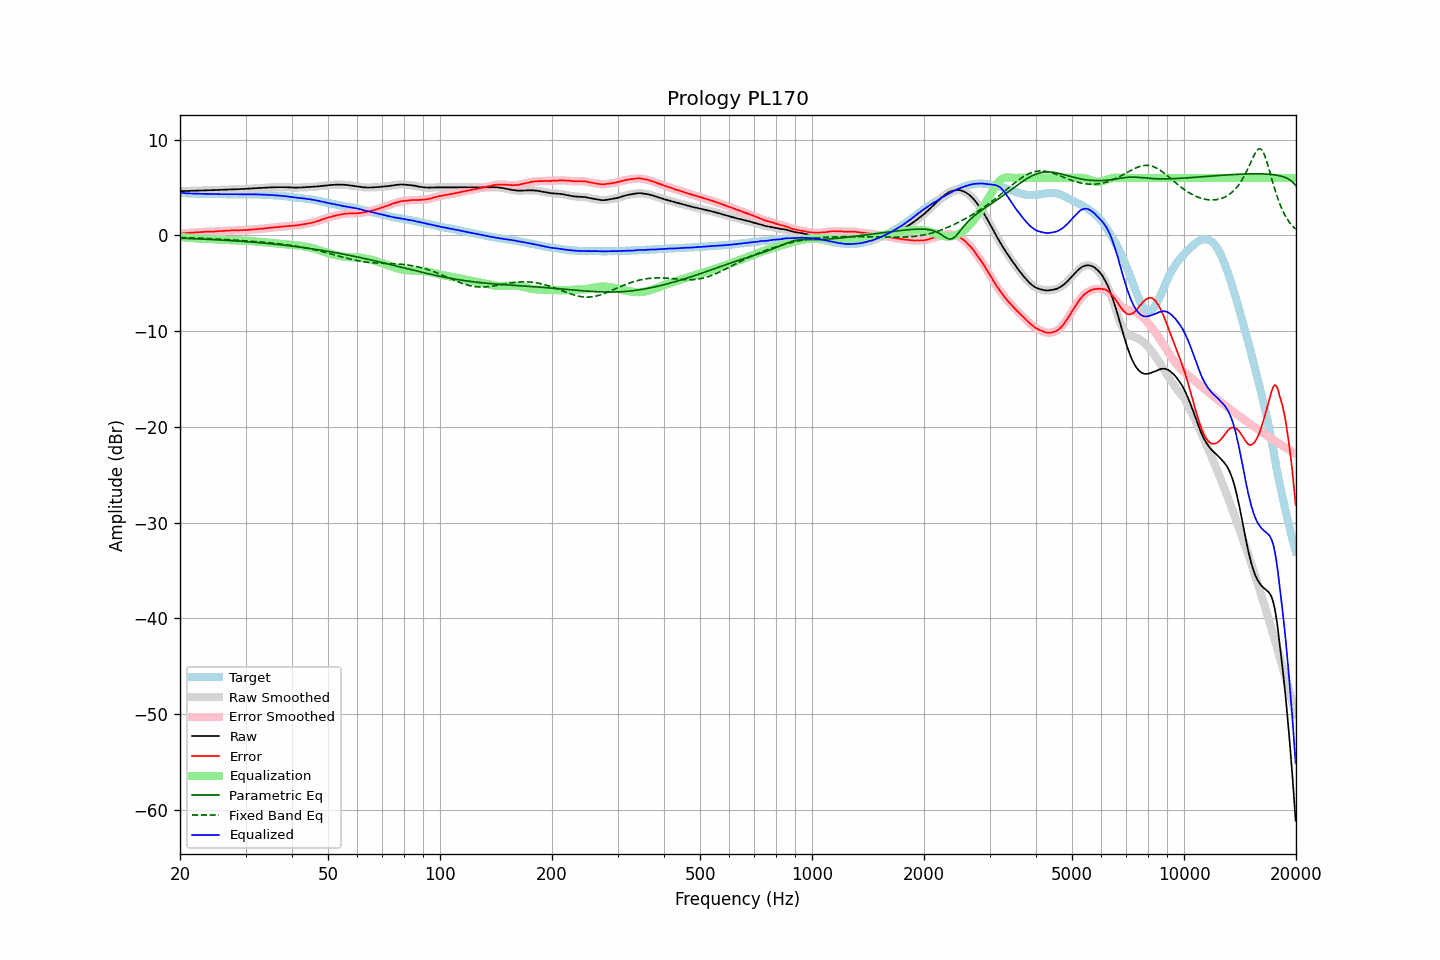 Prology PL170
Amplitude (dBr)
10
0
−10
−20
−30
−40
−50
−60
Target
Raw Smoothed
Error Smoothed
Raw
Error
Equalization
Parametric Eq
Fixed Band Eq
Equalized
20 50 100 200 500 1000 2000 5000 10000 20000
Frequency (Hz)